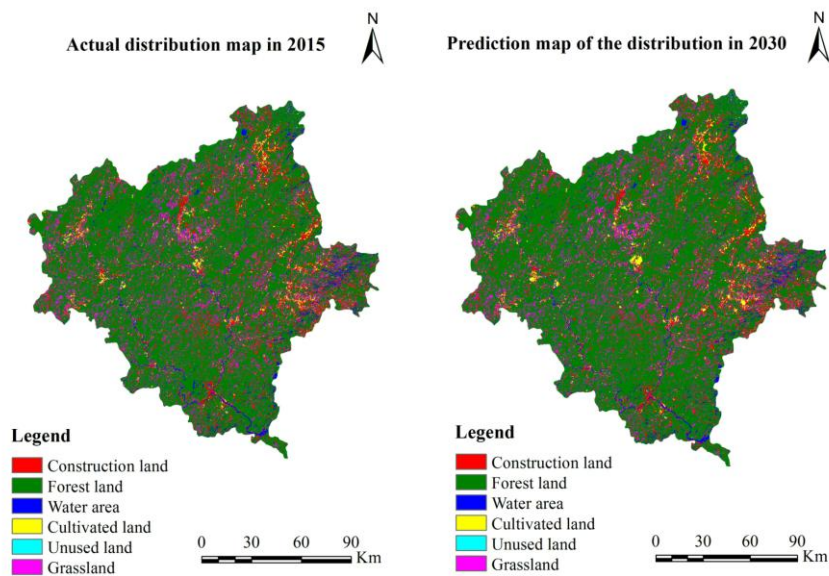 N
Actual distribution map in 2015
Legend
Construction land
Forest land
Water area
Cultivated land
Unused land
Grassland
0 30 60 90
Km
N
Prediction map of the distribution in 2030
Legend
Construction land
Forest land
Water area
Cultivated land
Unused land
Grassland
0 30 60 90
Km